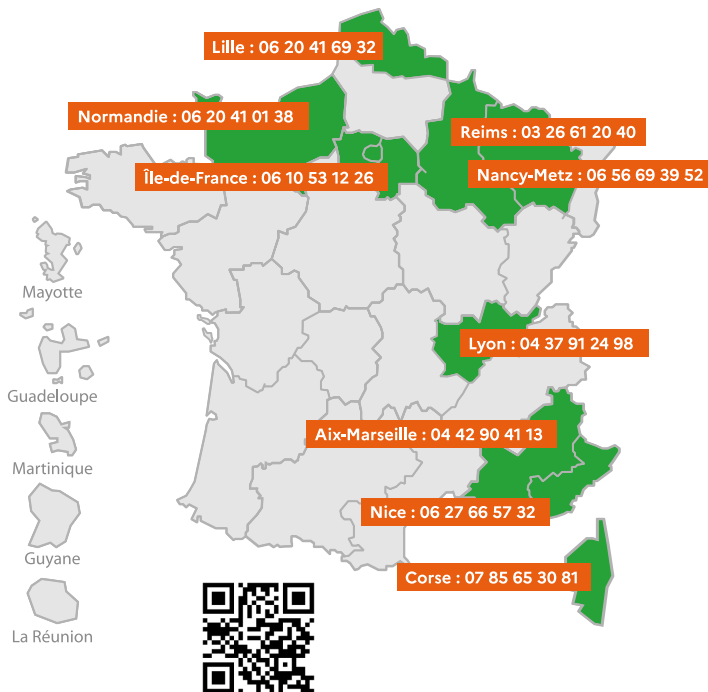 Lille : 06 20 41 69 32
Normandie : 06 20 41 01 38
Reims : 03 26 61 20 40
Île-de-France : 06 10 53 12 26
Nancy-Metz : 06 56 69 39 52
Mayotte
Lyon : 04 37 91 24 98
Guadeloupe
Aix-Marseille : 04 42 90 41 13
Martinique
Nice : 06 27 66 57 32
Guyane
Corse : 07 85 65 30 81
La Réunion